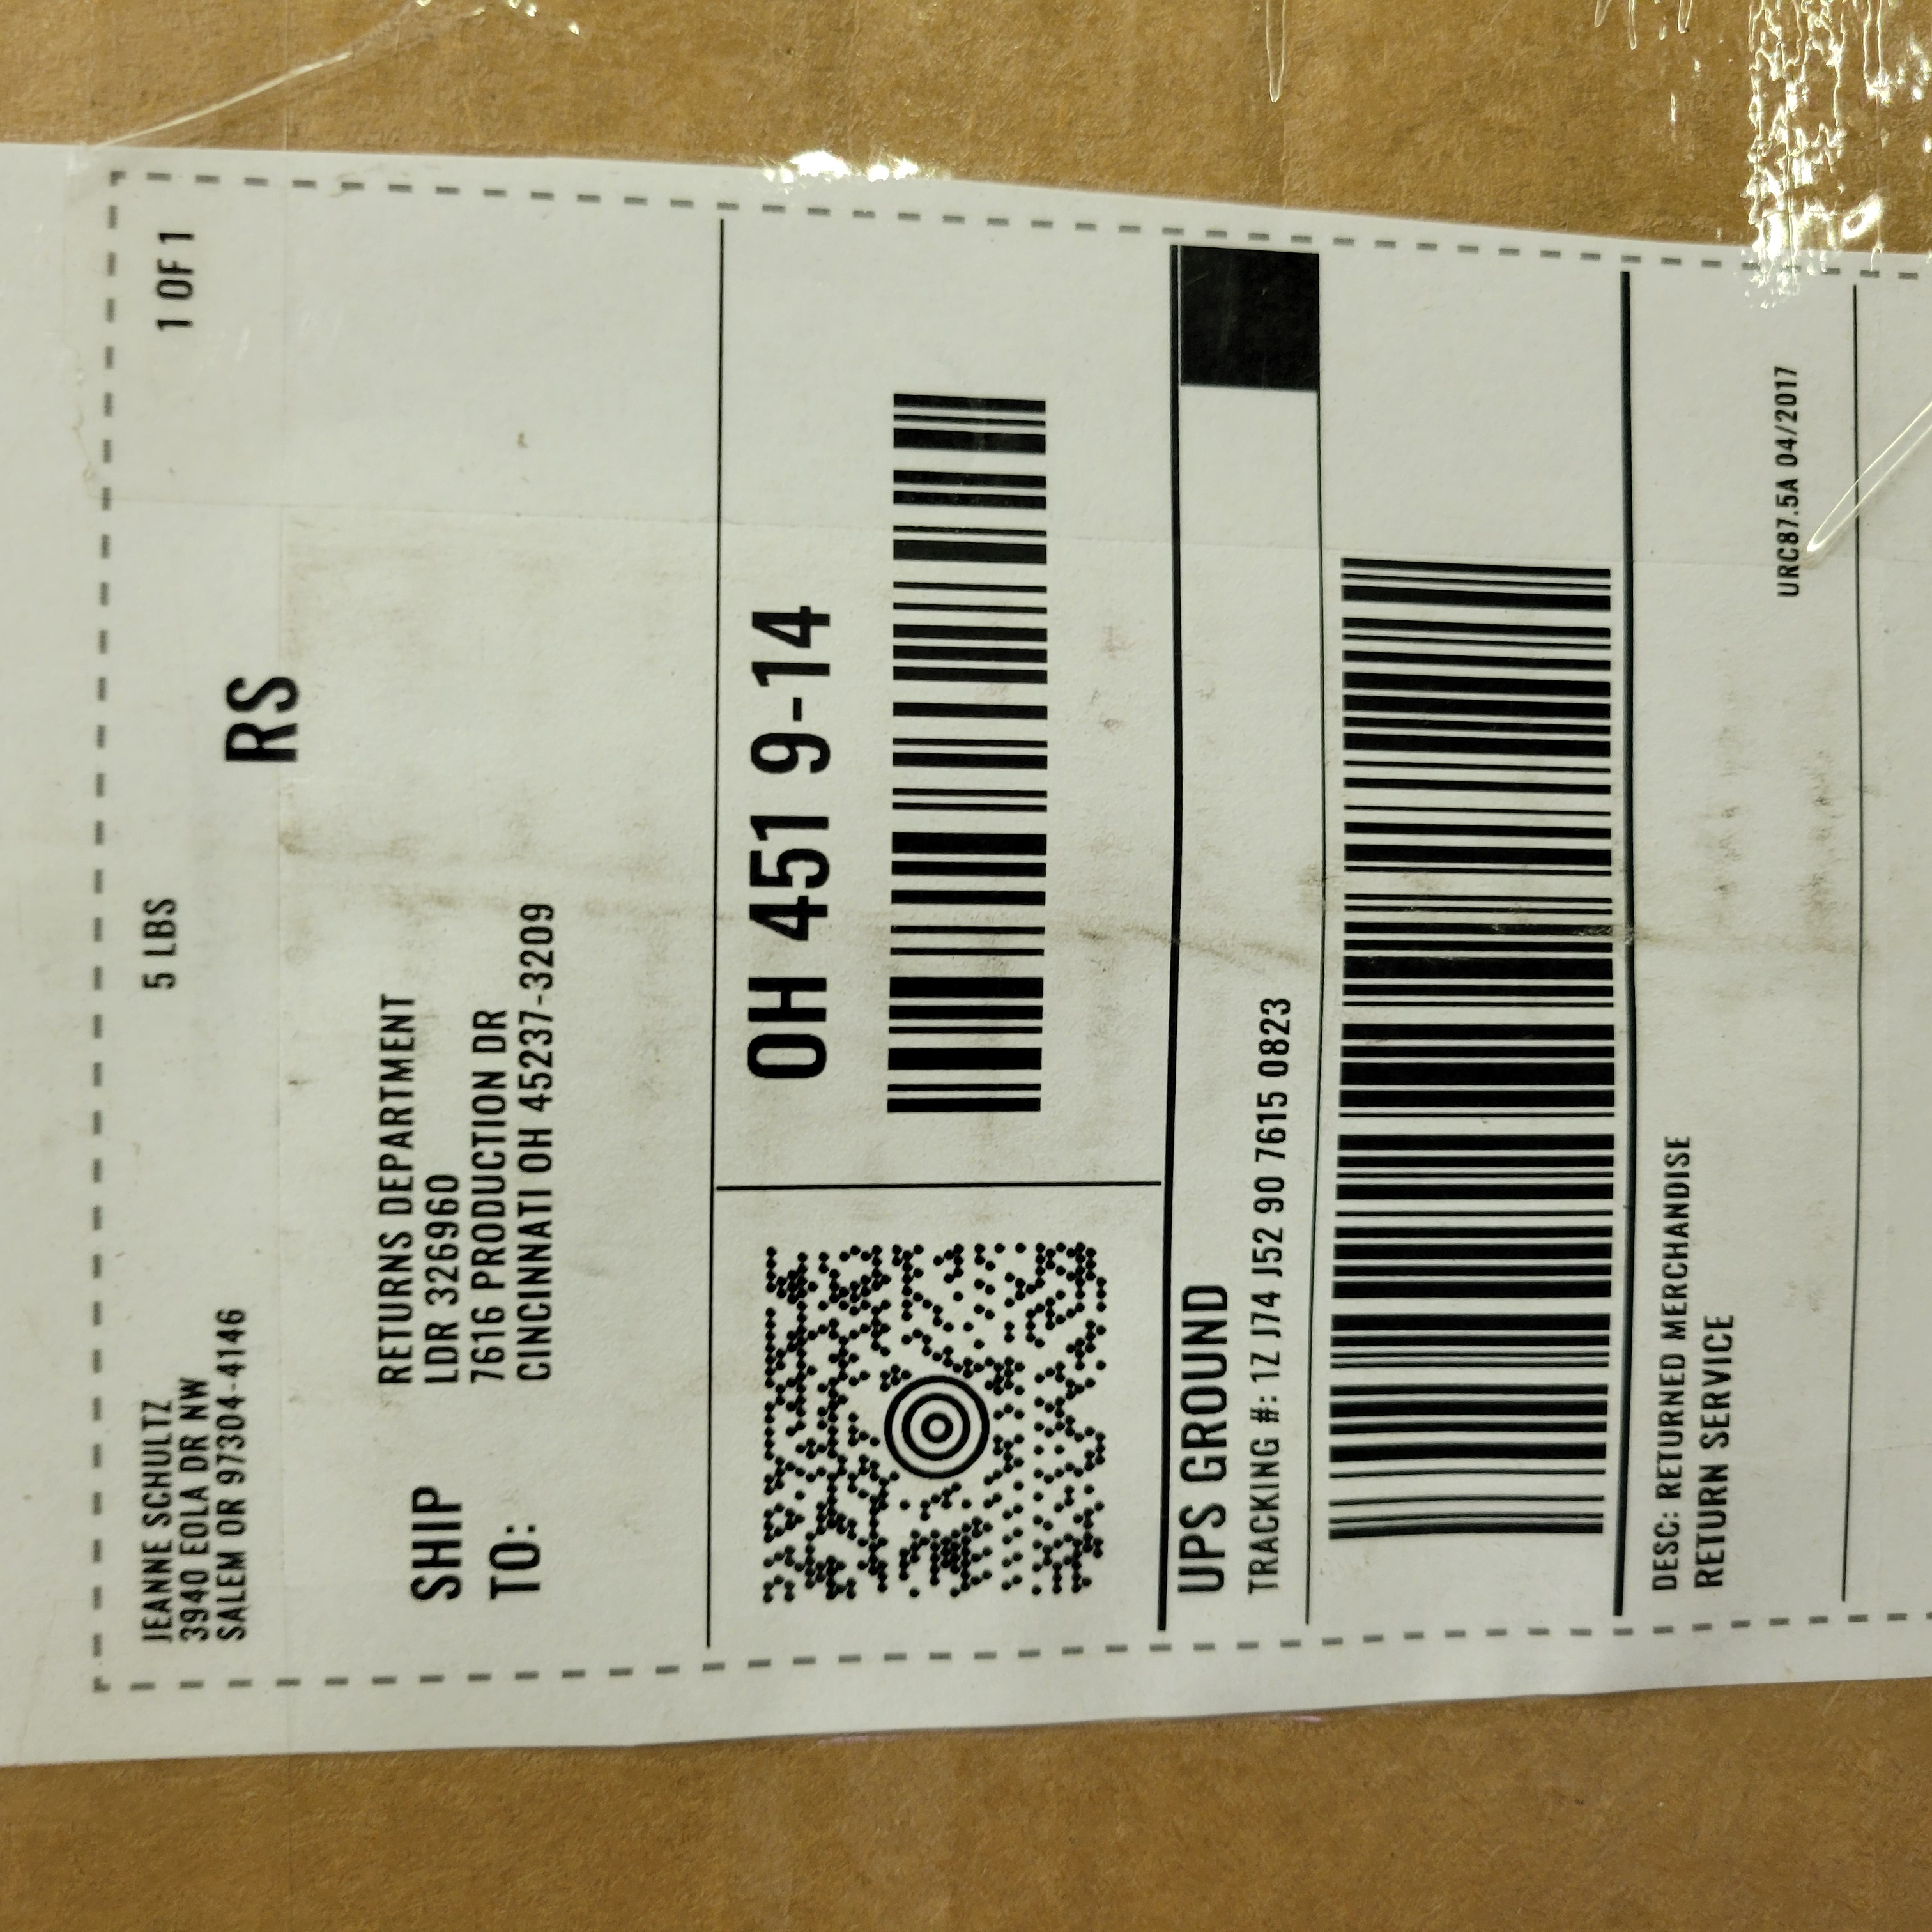 JEANNE SCHULTZ
3940 EOLA DR NW
SALEM OR 97304-4146
5 LBS
1 OF 1
RS
SHIP
TO:
RETURNS DEPARTMENT
LDR 326960
7616 PRODUCTION DR
CINCINNATI OH 45237-3209
OH 451 9-14
UPS GROUND
TRACKING #: 1Z J74 J52 90 7615 0823
DESC: RETURNED MERCHANDISE
RETURN SERVICE
URC87.5A 04/2017